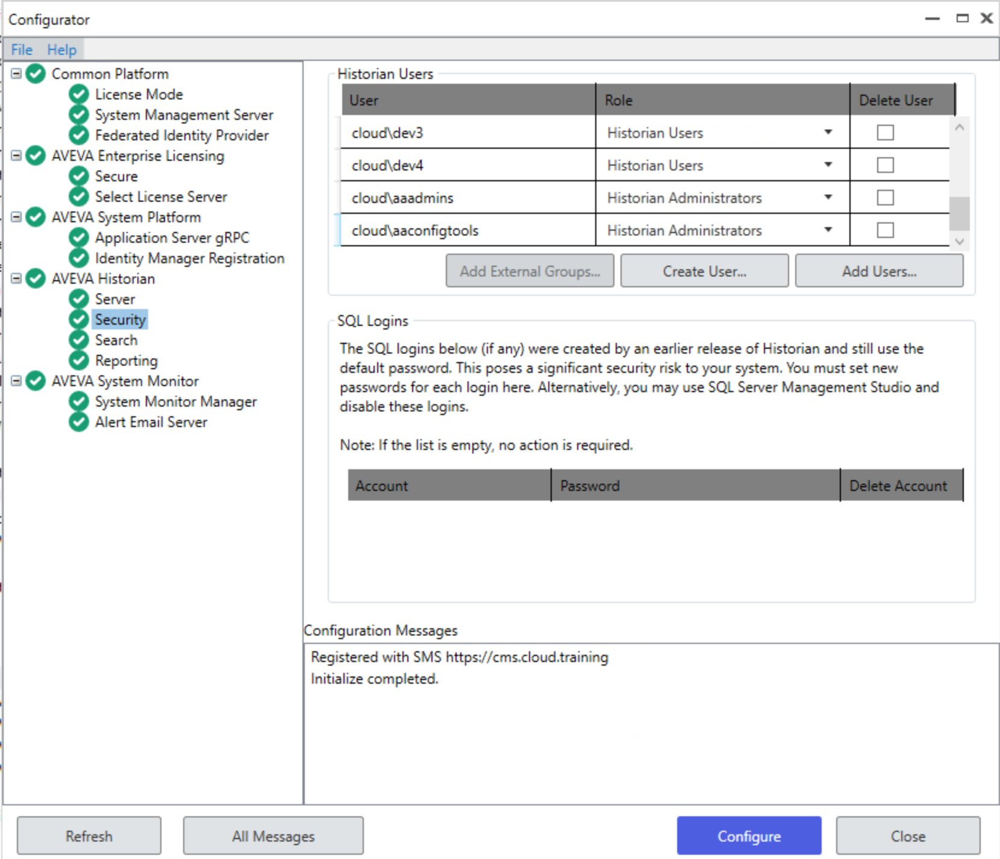 Configurator
File Help
Common Platform
License Mode
System Management Server
Federated Identity Provider
AVEVA Enterprise Licensing
Secure
Select License Server
AVEVA System Platform
Application Server gRPC
Identity Manager Registration
AVEVA Historian
Server
Security
Search
Reporting
AVEVA System Monitor
System Monitor Manager
Alert Email Server
Historian Users
User Role Delete User
cloud\dev3 Historian Users
cloud\dev4 Historian Users
cloud\aaadmins Historian Administrators
cloud\aaconfigtools Historian Administrators
Add External Groups... Create User... Add Users...
SQL Logins
The SQL logins below (if any) were created by an earlier release of Historian and still use the
default password. This poses a significant security risk to your system. You must set new
passwords for each login here. Alternatively, you may use SQL Server Management Studio and
disable these logins.
Note: If the list is empty, no action is required.
Account Password Delete Account
Configuration Messages
Registered with SMS https://cms.cloud.training
Initialize completed.
Refresh All Messages Configure Close